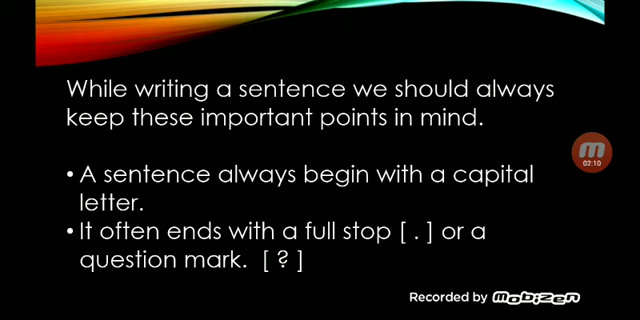 While writing a sentence we should always
keep these important points in mind.
• A sentence always begin with a capital
letter.
• It often ends with a full stop [ . ] or a
question mark. [ ? ]
02:10
Recorded by mobizen